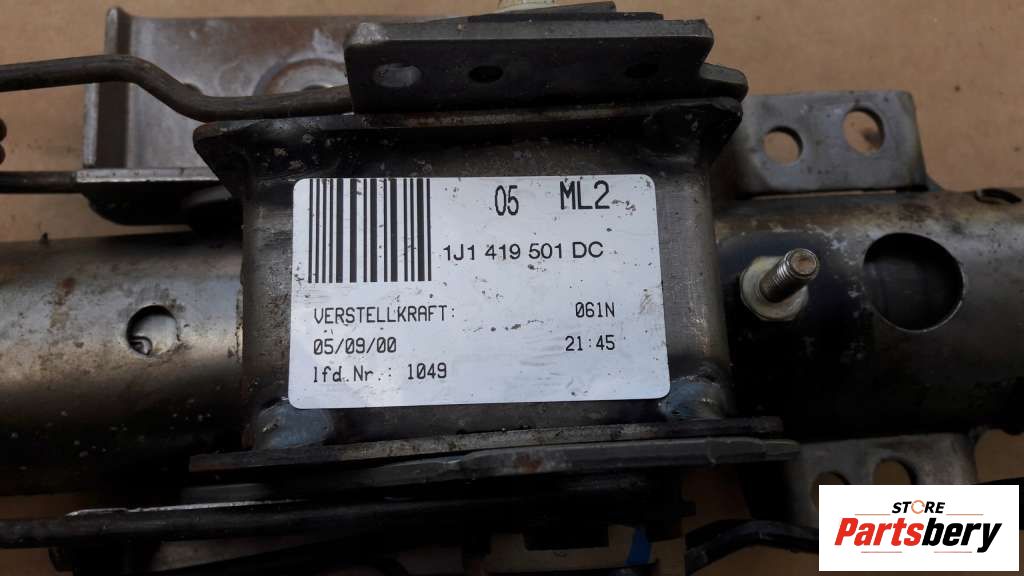 05 ML2
1J1 419 501 DC
VERSTELLKRAFT: 061N
05/09/00 21:45
lfd.Nr.: 1049
STORE
Partsbery